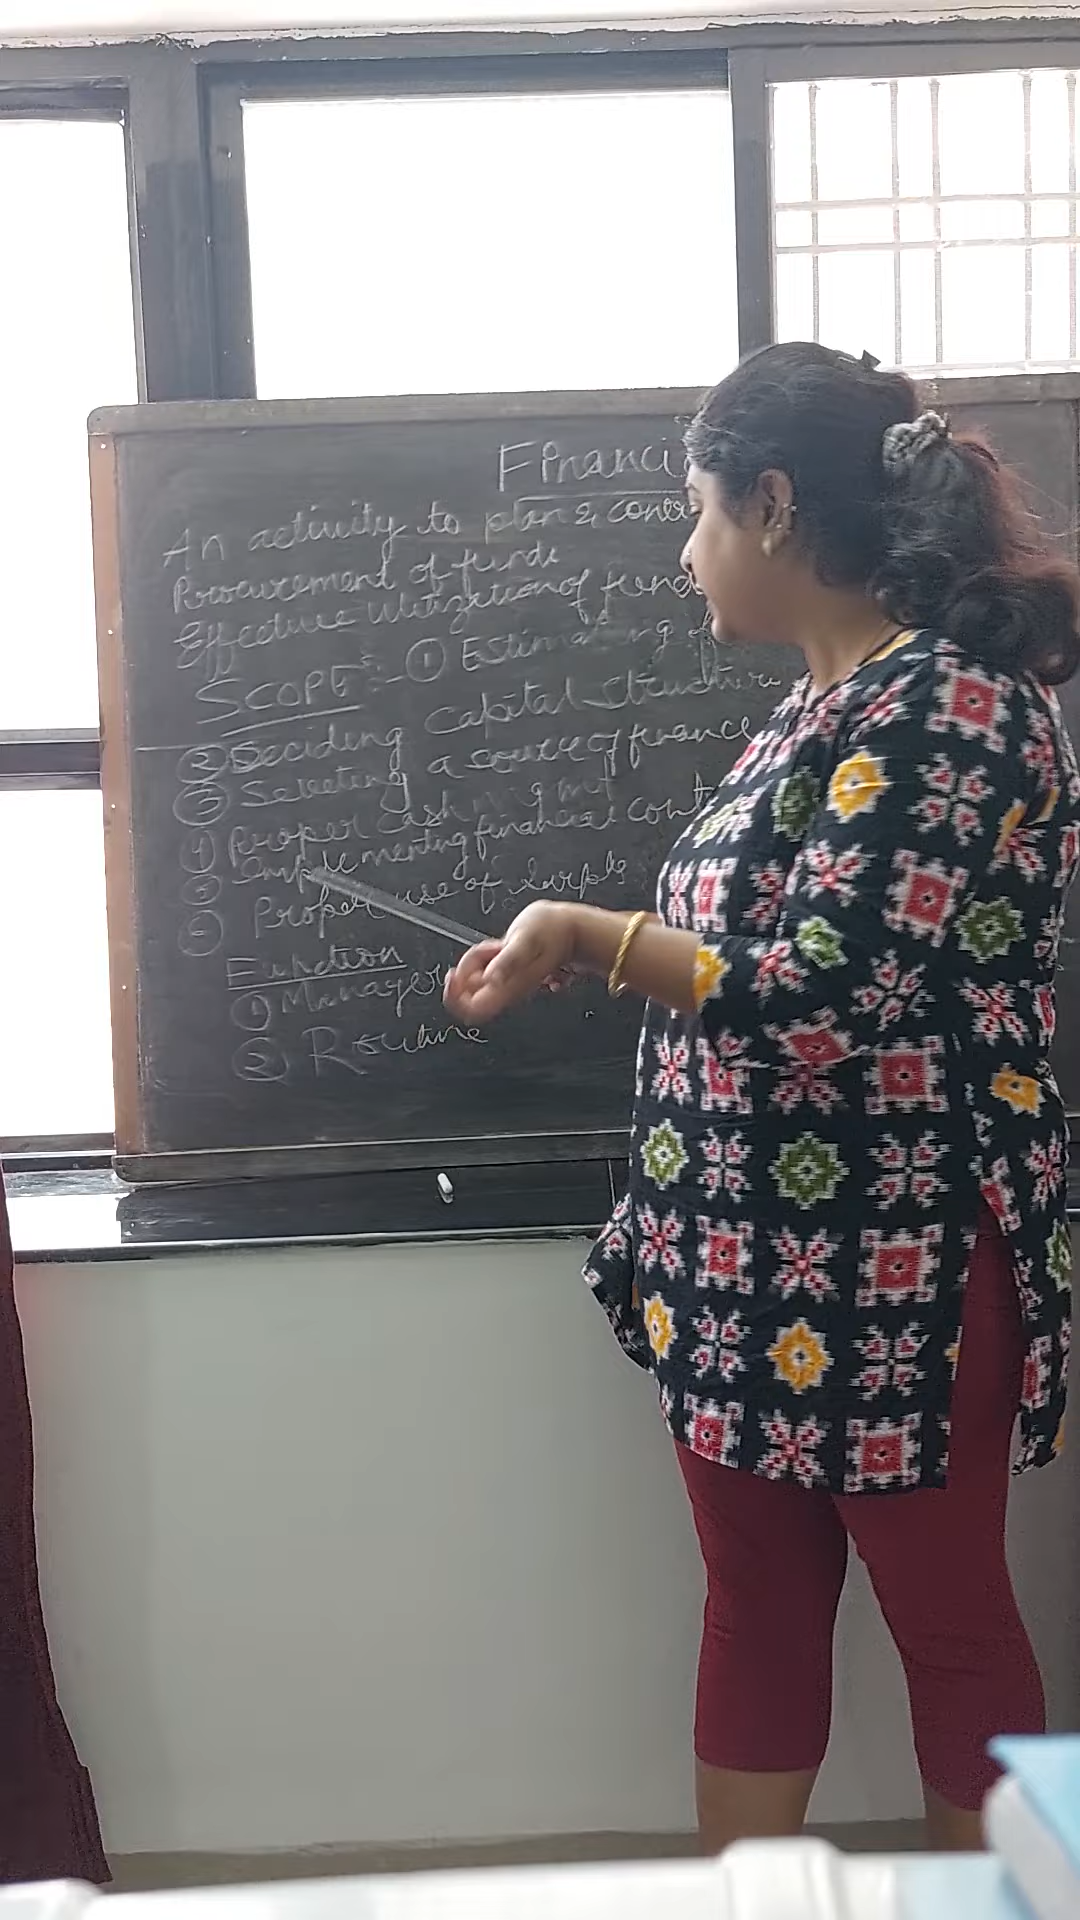 Financi
An activity to plan & contr
Procurement of funds
Effective Utilization of fund
SCOPE :- ① Estimating of
② Deciding Capital Structure
③ Selecting a source of finance
④ Proper Cash mgmt
⑤ Implementing financial cont
Proper use of surpls
Function
① Manager
② Routine